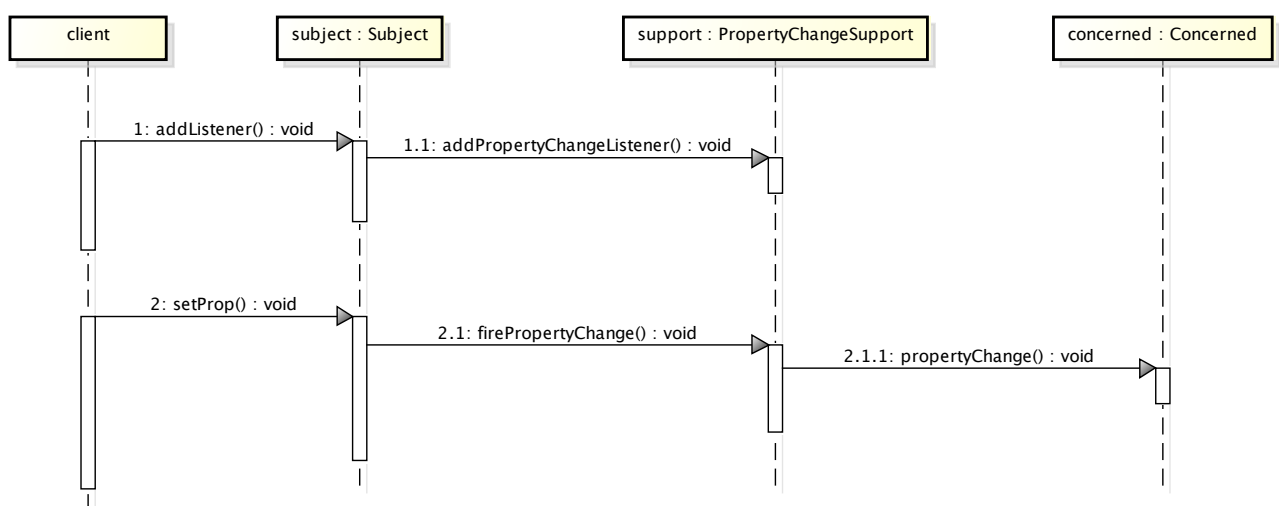 client
subject : Subject
support : PropertyChangeSupport
concerned : Concerned
1: addListener() : void
1.1: addPropertyChangeListener() : void
2: setProp() : void
2.1: firePropertyChange() : void
2.1.1: propertyChange() : void